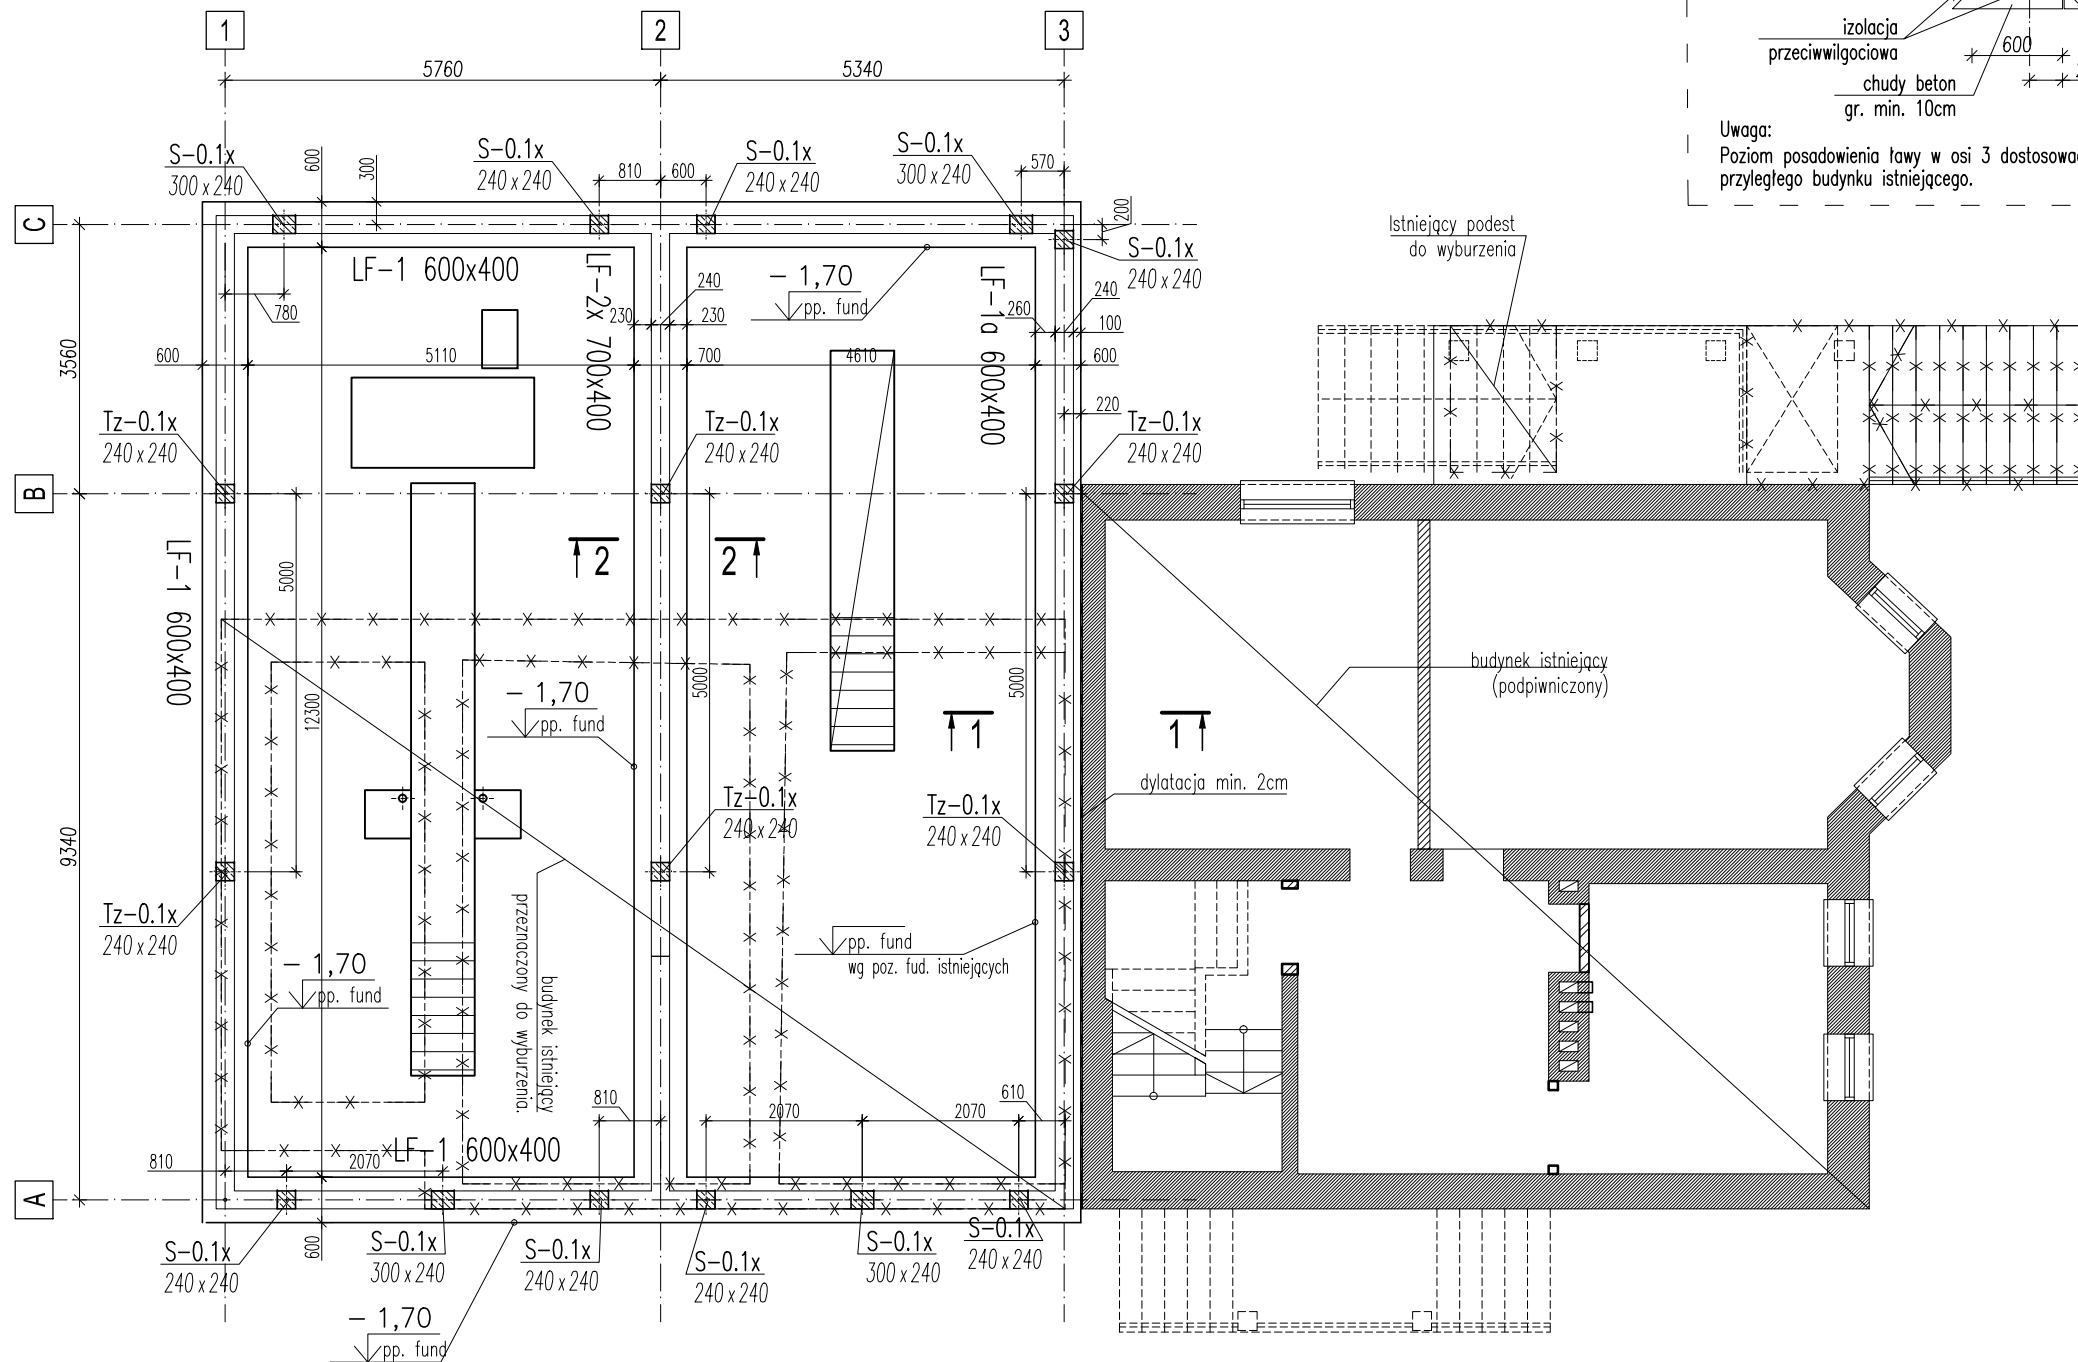 1
2
3
izolacja
przeciwwilgociowa
600
chudy beton
gr. min. 10cm
Uwaga:
Poziom posadowienia ławy w osi 3 dostosować
przyległego budynku istniejącego.
5760
5340
S-0.1x
300 x 240
600
300
S-0.1x
240 x 240
810
600
S-0.1x
240 x 240
S-0.1x
300 x 240
570
200
C
S-0.1x
240 x 240
Istniejący podest
do wyburzenia
LF-1 600x400
LF-2x 700x400
240
- 1,70
pp. fund
LF-1a 600x400
240
260
100
780
230
230
3560
600
5110
700
4610
600
220
Tz-0.1x
240 x 240
Tz-0.1x
240 x 240
Tz-0.1x
240 x 240
B
2
2
LF-1 600x400
5000
12300
5000
5000
budynek istniejący
(podpiwniczony)
- 1,70
pp. fund
1
1
dylatacja min. 2cm
9340
Tz-0.1x
240 x 240
Tz-0.1x
240 x 240
Tz-0.1x
240 x 240
budynek istniejący
przeznaczony do wyburzenia.
pp. fund
wg poz. fud. istniejących
- 1,70
pp. fund
810
2070
2070
610
LF-1 600x400
810
2070
A
600
S-0.1x
240 x 240
S-0.1x
300 x 240
S-0.1x
240 x 240
S-0.1x
240 x 240
S-0.1x
300 x 240
S-0.1x
240 x 240
- 1,70
pp. fund